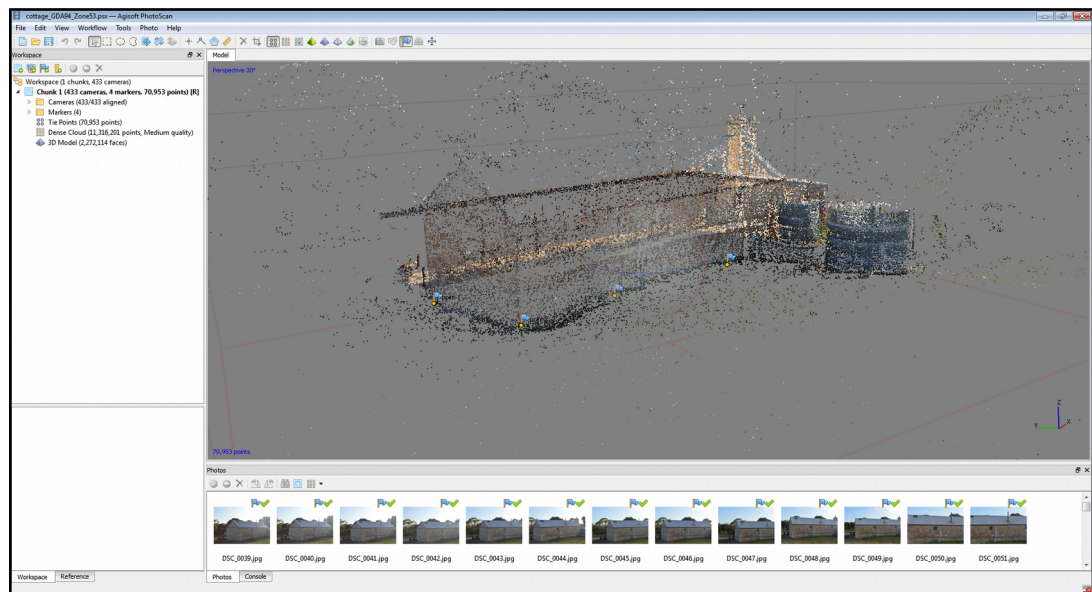 cottage_GDA94_Zone53.psx — Agisoft PhotoScan
File Edit View Workflow Tools Photo Help
Workspace
Model
Workspace (1 chunks, 433 cameras)
Chunk 1 (433 cameras, 4 markers, 70,953 points) [R]
Cameras (433/433 aligned)
Markers (4)
Tie Points (70,953 points)
Dense Cloud (11,316,201 points, Medium quality)
3D Model (2,272,114 faces)
Perspective 30°
Z
Y
X
70,953 points
Photos
DSC_0039.jpg DSC_0040.jpg DSC_0041.jpg DSC_0042.jpg DSC_0043.jpg DSC_0044.jpg DSC_0045.jpg DSC_0046.jpg DSC_0047.jpg DSC_0048.jpg DSC_0049.jpg DSC_0050.jpg DSC_0051.jpg
Workspace Reference
Photos Console